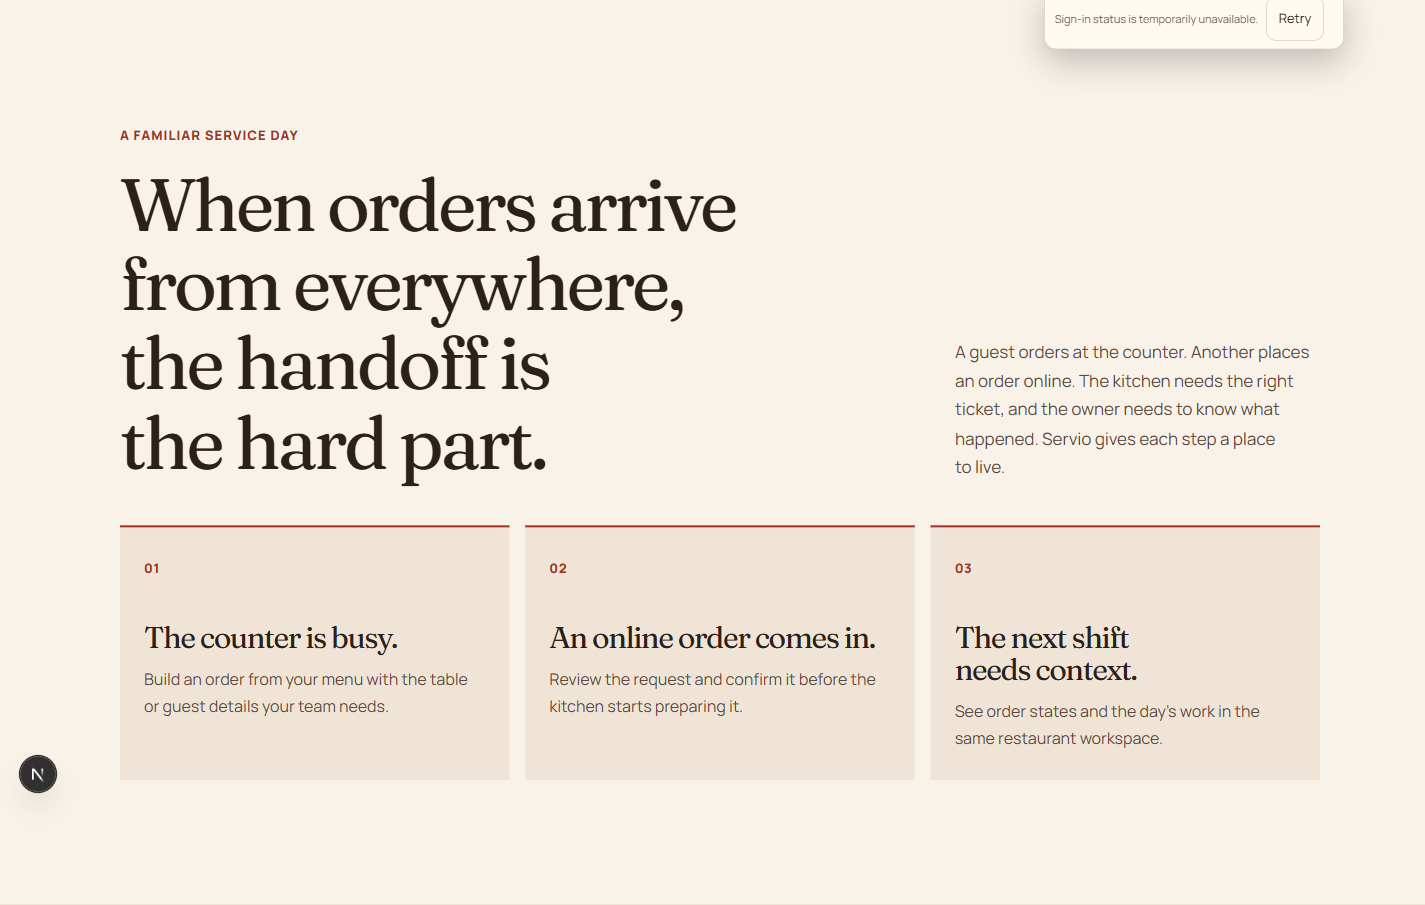 Sign-in status is temporarily unavailable. Retry
A FAMILIAR SERVICE DAY
When orders arrive
from everywhere,
the handoff is
the hard part.
A guest orders at the counter. Another places
an order online. The kitchen needs the right
ticket, and the owner needs to know what
happened. Servio gives each step a place
to live.
01
The counter is busy.
Build an order from your menu with the table
or guest details your team needs.
02
An online order comes in.
Review the request and confirm it before the
kitchen starts preparing it.
03
The next shift
needs context.
See order states and the day’s work in the
same restaurant workspace.
N